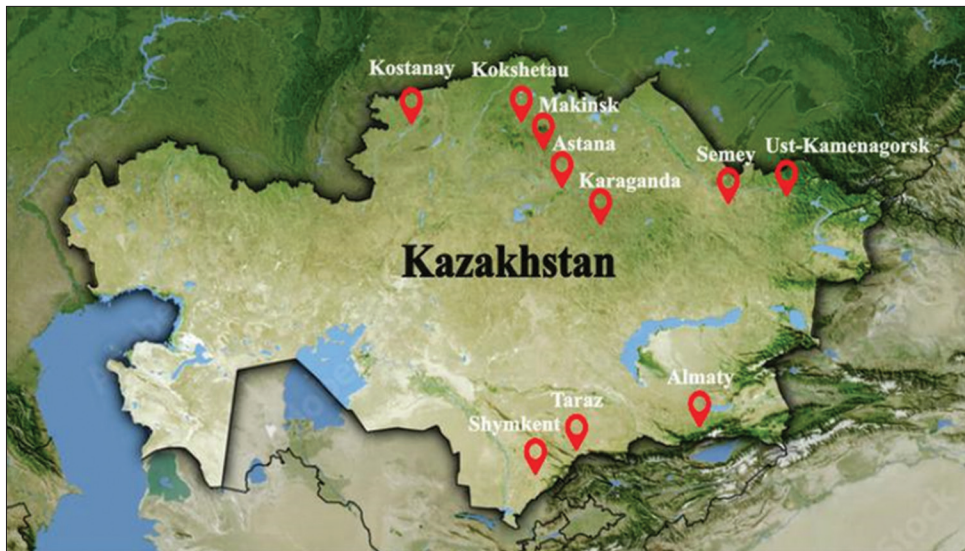 Kostanay
Kokshetau
Makinsk
Astana
Karaganda
Semey
Ust-Kamenagorsk
Kazakhstan
Almaty
Taraz
Shymkent